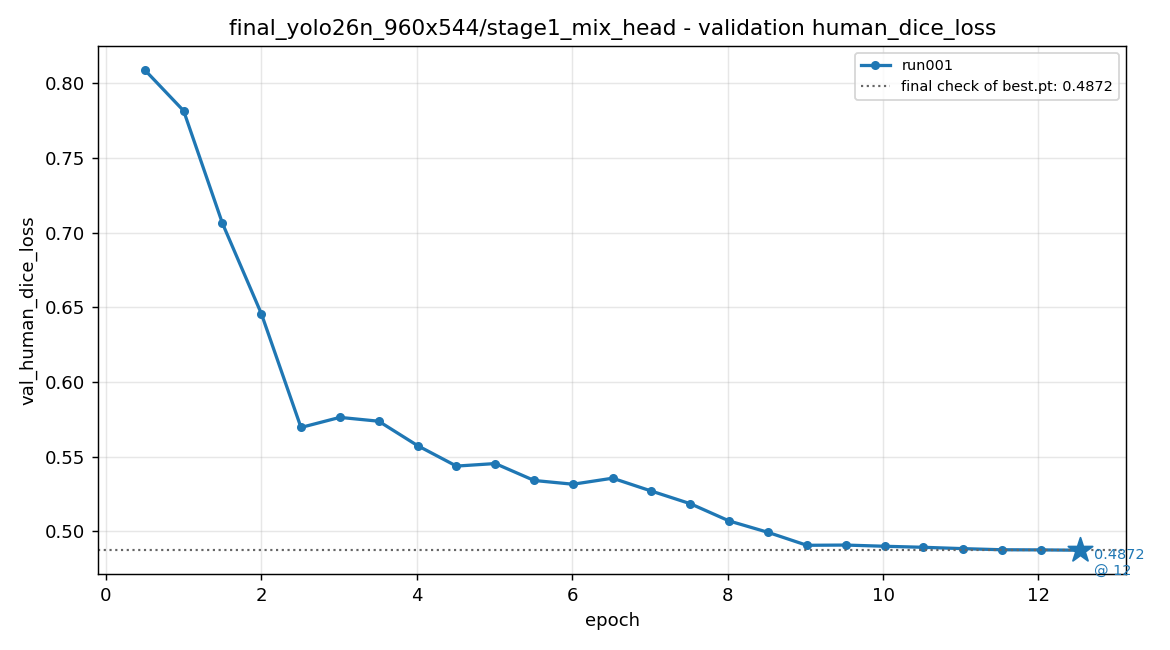 final_yolo26n_960x544/stage1_mix_head - validation human_dice_loss
run001
final check of best.pt: 0.4872
val_human_dice_loss
0.80
0.75
0.70
0.65
0.60
0.55
0.50
0.4872
@ 12
0 2 4 6 8 10 12
epoch